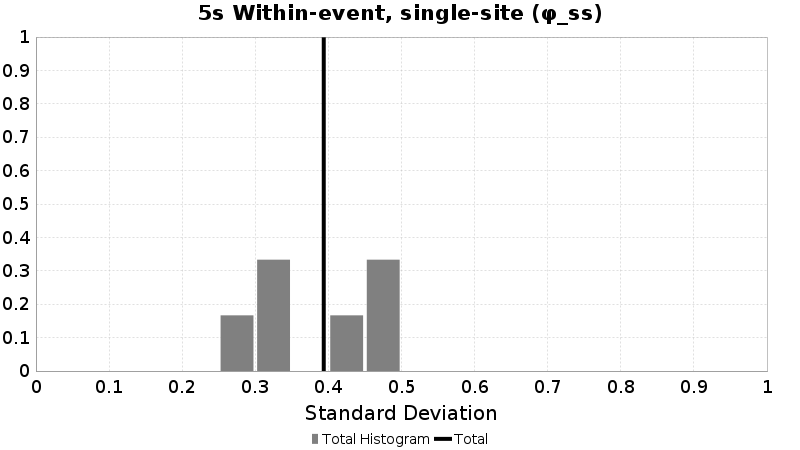 5s Within-event, single-site (φ_ss)
1
0.9
0.8
0.7
0.6
0.5
0.4
0.3
0.2
0.1
0
0 0.1 0.2 0.3 0.4 0.5 0.6 0.7 0.8 0.9 1
Standard Deviation
Total Histogram Total